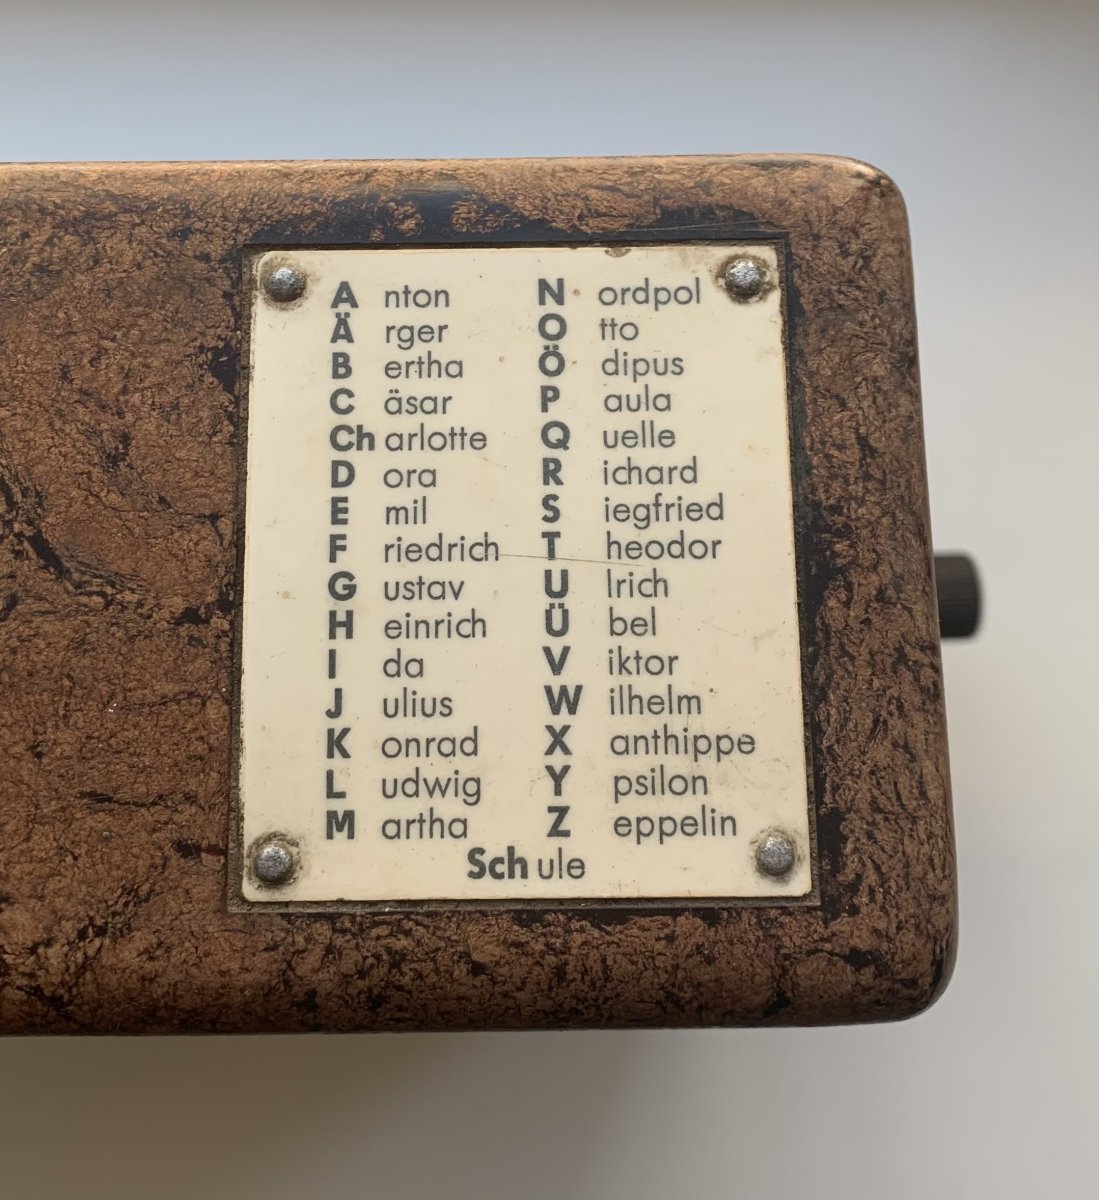 A nton
Ä rger
B ertha
C äsar
Ch arlotte
D ora
E mil
F riedrich
G ustav
H einrich
I da
J ulius
K onrad
L udwig
M artha
N ordpol
O tto
Ö dipus
P aula
Q uelle
R ichard
S iegfried
T heodor
U lrich
Ü bel
V iktor
W ilhelm
X anthippe
Y psilon
Z eppelin
Sch ule